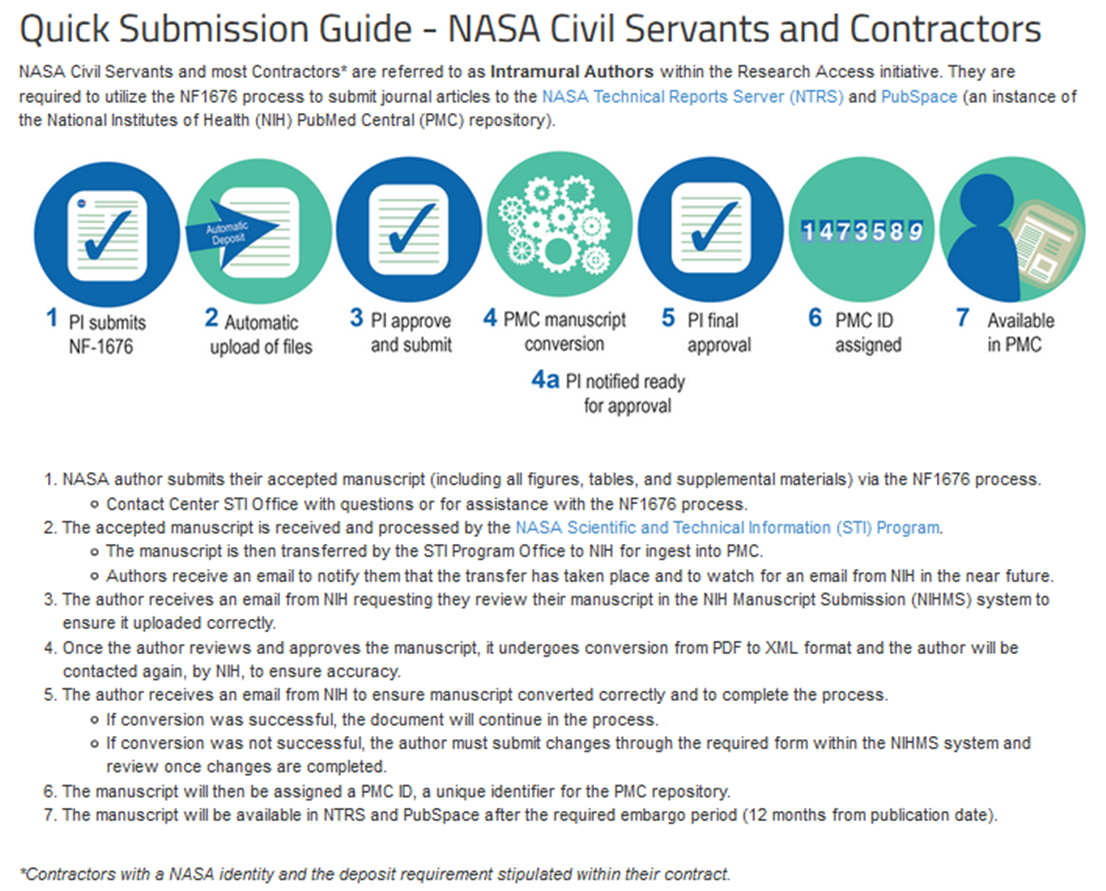 Quick Submission Guide - NASA Civil Servants and Contractors
NASA Civil Servants and most Contractors* are referred to as Intramural Authors within the Research Access initiative. They are
required to utilize the NF1676 process to submit journal articles to the NASA Technical Reports Server (NTRS) and PubSpace (an instance of
the National Institutes of Health (NIH) PubMed Central (PMC) repository).
Automatic
Deposit
1473589
1 PI submits
NF-1676
2 Automatic
upload of files
3 PI approve
and submit
4 PMC manuscript
conversion
4a PI notified ready
for approval
5 PI final
approval
6 PMC ID
assigned
7 Available
in PMC
1. NASA author submits their accepted manuscript (including all figures, tables, and supplemental materials) via the NF1676 process.
Contact Center STI Office with questions or for assistance with the NF1676 process.
2. The accepted manuscript is received and processed by the NASA Scientific and Technical Information (STI) Program.
The manuscript is then transferred by the STI Program Office to NIH for ingest into PMC.
Authors receive an email to notify them that the transfer has taken place and to watch for an email from NIH in the near future.
3. The author receives an email from NIH requesting they review their manuscript in the NIH Manuscript Submission (NIHMS) system to
ensure it uploaded correctly.
4. Once the author reviews and approves the manuscript, it undergoes conversion from PDF to XML format and the author will be
contacted again, by NIH, to ensure accuracy.
5. The author receives an email from NIH to ensure manuscript converted correctly and to complete the process.
If conversion was successful, the document will continue in the process.
If conversion was not successful, the author must submit changes through the required form within the NIHMS system and
review once changes are completed.
6. The manuscript will then be assigned a PMC ID, a unique identifier for the PMC repository.
7. The manuscript will be available in NTRS and PubSpace after the required embargo period (12 months from publication date).
*Contractors with a NASA identity and the deposit requirement stipulated within their contract.